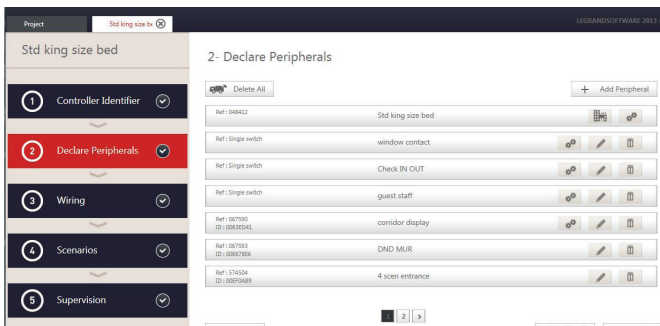 Project
Std king size be
LEGRANDSOFTWARE 2013
Std king size bed
2- Declare Peripherals
Delete All
+ Add Peripheral
1 Controller Identifier
2 Declare Peripherals
3 Wiring
4 Scenarios
5 Supervision
Ref : 048412
Std king size bed
Ref : Single switch
window contact
Ref : Single switch
Check IN OUT
Ref : Single switch
guest staff
Ref : 067590
ID : 0063ED41
corridor display
Ref : 067593
ID : 00E678E6
DND MUR
Ref : 574504
ID : 00EF0AB9
4 scen entrance
1 2 >